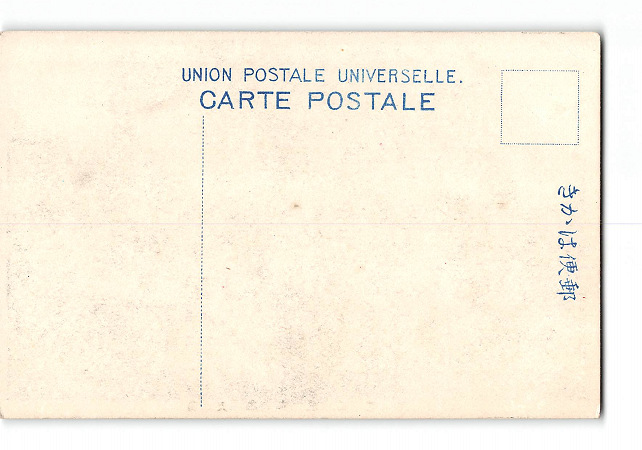 UNION POSTALE UNIVERSELLE.
CARTE POSTALE
きかは便郵